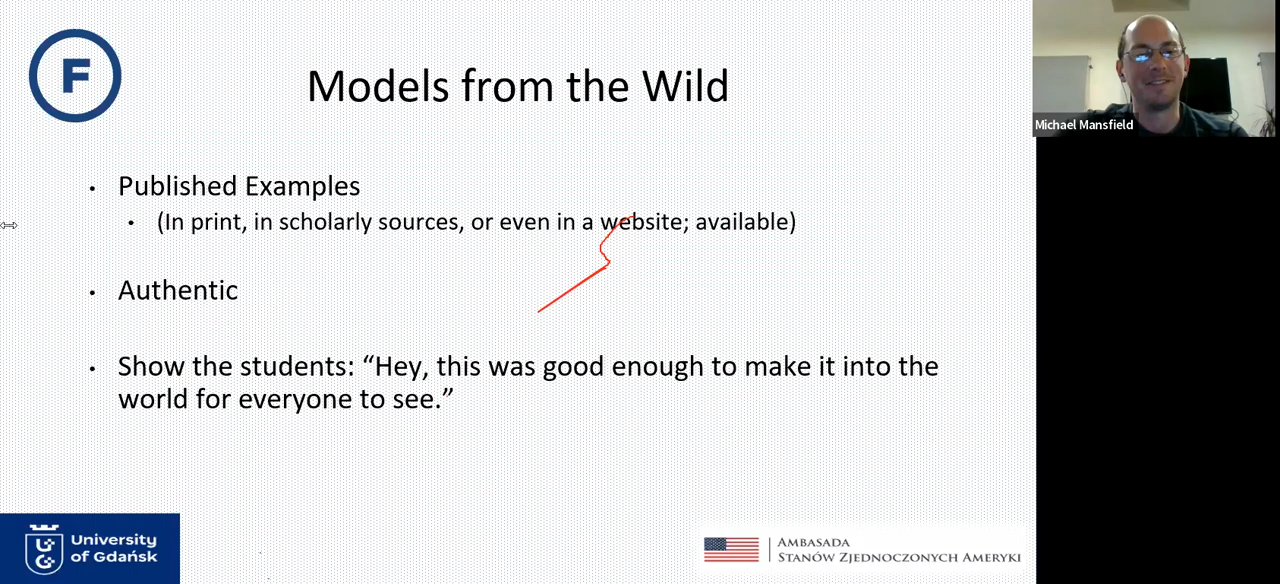 F
Models from the Wild
Michael Mansfield
• Published Examples
• (In print, in scholarly sources, or even in a website; available)
• Authentic
• Show the students: “Hey, this was good enough to make it into the
world for everyone to see.”
University
of Gdańsk
AMBASADA
STANÓW ZJEDNOCZONYCH AMERYKI